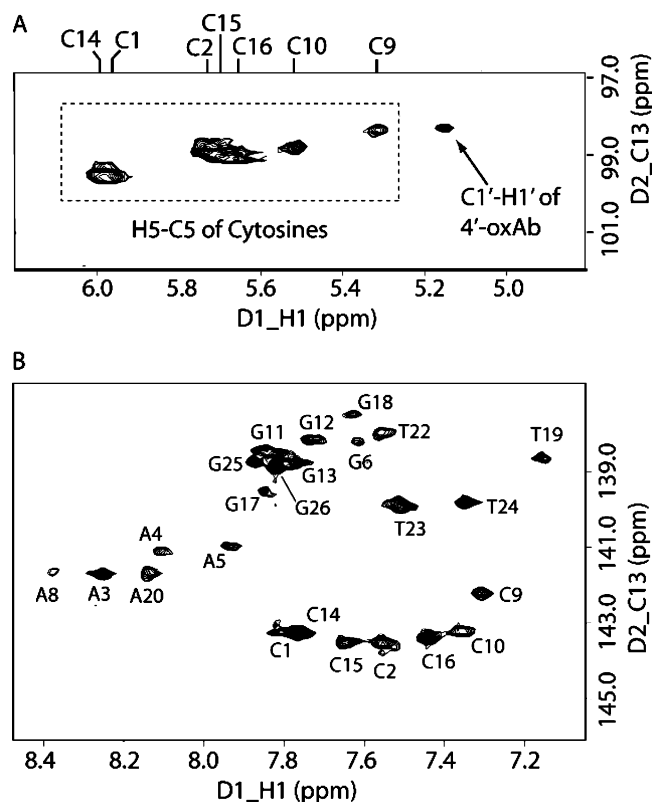 A
C15
C14 C1 C2 C16 C10 C9
97.0
99.0
101.0
D2_C13 (ppm)
H5-C5 of Cytosines
C1'-H1' of
4'-oxAb
6.0 5.8 5.6 5.4 5.2 5.0
D1_H1 (ppm)
B
G18
G12
G11 T22
T19
G25 G13 G6
G17 G26
T23 T24
A4
A5
A8 A3 A20
C9
C14
C1 C15 C2 C16 C10
139.0
141.0
143.0
145.0
D2_C13 (ppm)
8.4 8.2 8.0 7.8 7.6 7.4 7.2
D1_H1 (ppm)